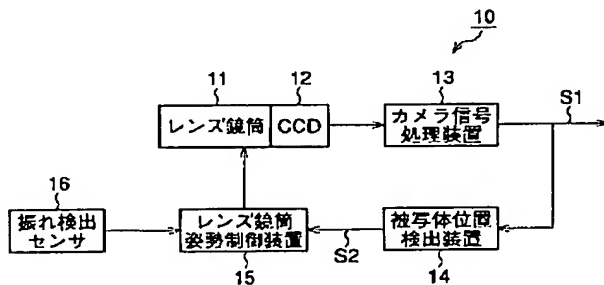 10
11
12
13
S1
レンズ鏡筒
CCD
カメラ信号
処理装置
16
振れ検出
センサ
レンズ鏡筒
姿勢制御装置
15
S2
被写体位置
検出装置
14